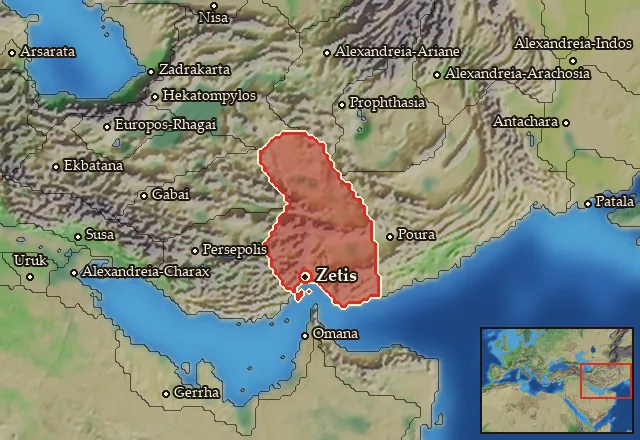 Nisa
Alexandreia-Indos
Arsarata
Alexandreia-Ariane
Zadrakarta
Alexandreia-Arachosia
Hekatompylos
Prophthasia
Europos-Rhagai
Antachara
Ekbatana
Gabai
Patala
Susa
Poura
Persepolis
Uruk
Alexandreia-Charax
Zetis
Omana
Gerrha